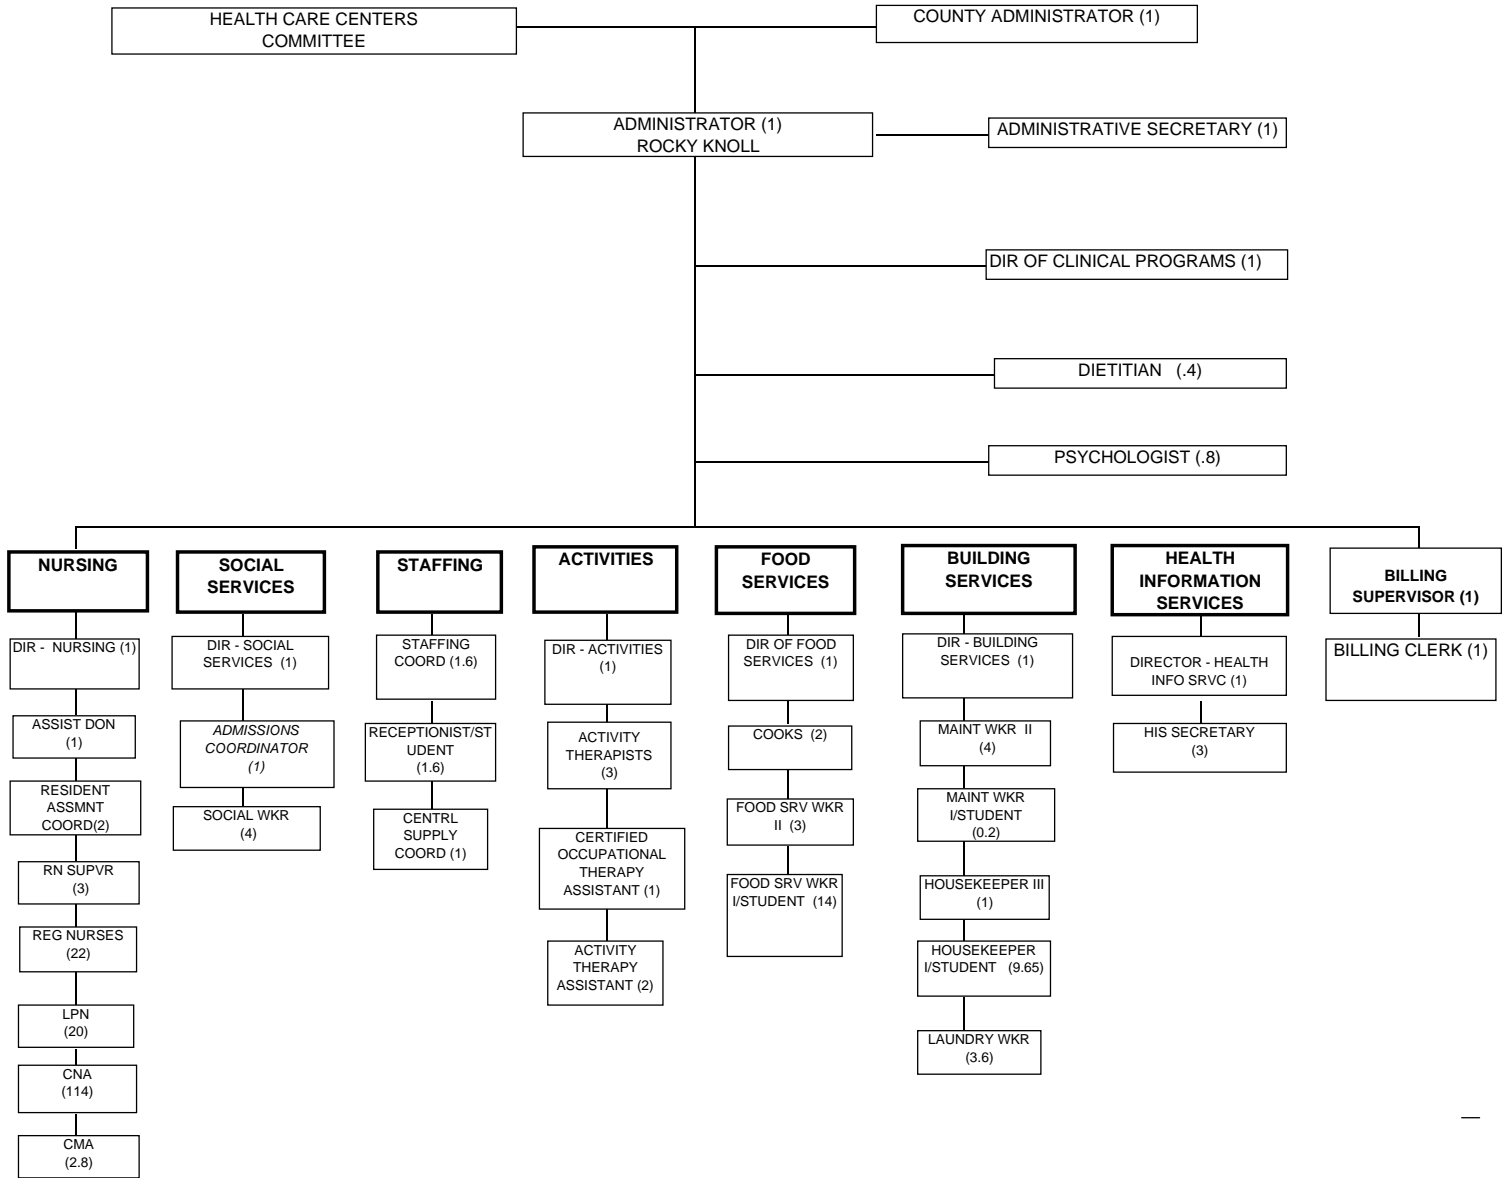 HEALTH CARE CENTERS
COMMITTEE
COUNTY ADMINISTRATOR (1)
ADMINISTRATOR (1)
ROCKY KNOLL
ADMINISTRATIVE SECRETARY (1)
DIR OF CLINICAL PROGRAMS (1)
DIETITIAN (.4)
PSYCHOLOGIST (.8)
NURSING
DIR - NURSING (1)
ASSIST DON
(1)
RESIDENT
ASSMNT
COORD(2)
RN SUPVR
(3)
REG NURSES
(22)
LPN
(20)
CNA
(114)
CMA
(2.8)
SOCIAL
SERVICES
DIR - SOCIAL
SERVICES (1)
ADMISSIONS
COORDINATOR
(1)
SOCIAL WKR
(4)
STAFFING
STAFFING
COORD (1.6)
RECEPTIONIST/ST
UDENT
(1.6)
CENTRL
SUPPLY
COORD (1)
ACTIVITIES
DIR - ACTIVITIES
(1)
ACTIVITY
THERAPISTS
(3)
CERTIFIED
OCCUPATIONAL
THERAPY
ASSISTANT (1)
ACTIVITY
THERAPY
ASSISTANT (2)
FOOD
SERVICES
DIR OF FOOD
SERVICES (1)
COOKS (2)
FOOD SRV WKR
II (3)
FOOD SRV WKR
I/STUDENT (14)
BUILDING
SERVICES
DIR - BUILDING
SERVICES (1)
MAINT WKR II
(4)
MAINT WKR
I/STUDENT
(0.2)
HOUSEKEEPER III
(1)
HOUSEKEEPER
I/STUDENT (9.65)
LAUNDRY WKR
(3.6)
HEALTH
INFORMATION
SERVICES
DIRECTOR - HEALTH
INFO SRVC (1)
HIS SECRETARY
(3)
BILLING
SUPERVISOR (1)
BILLING CLERK (1)